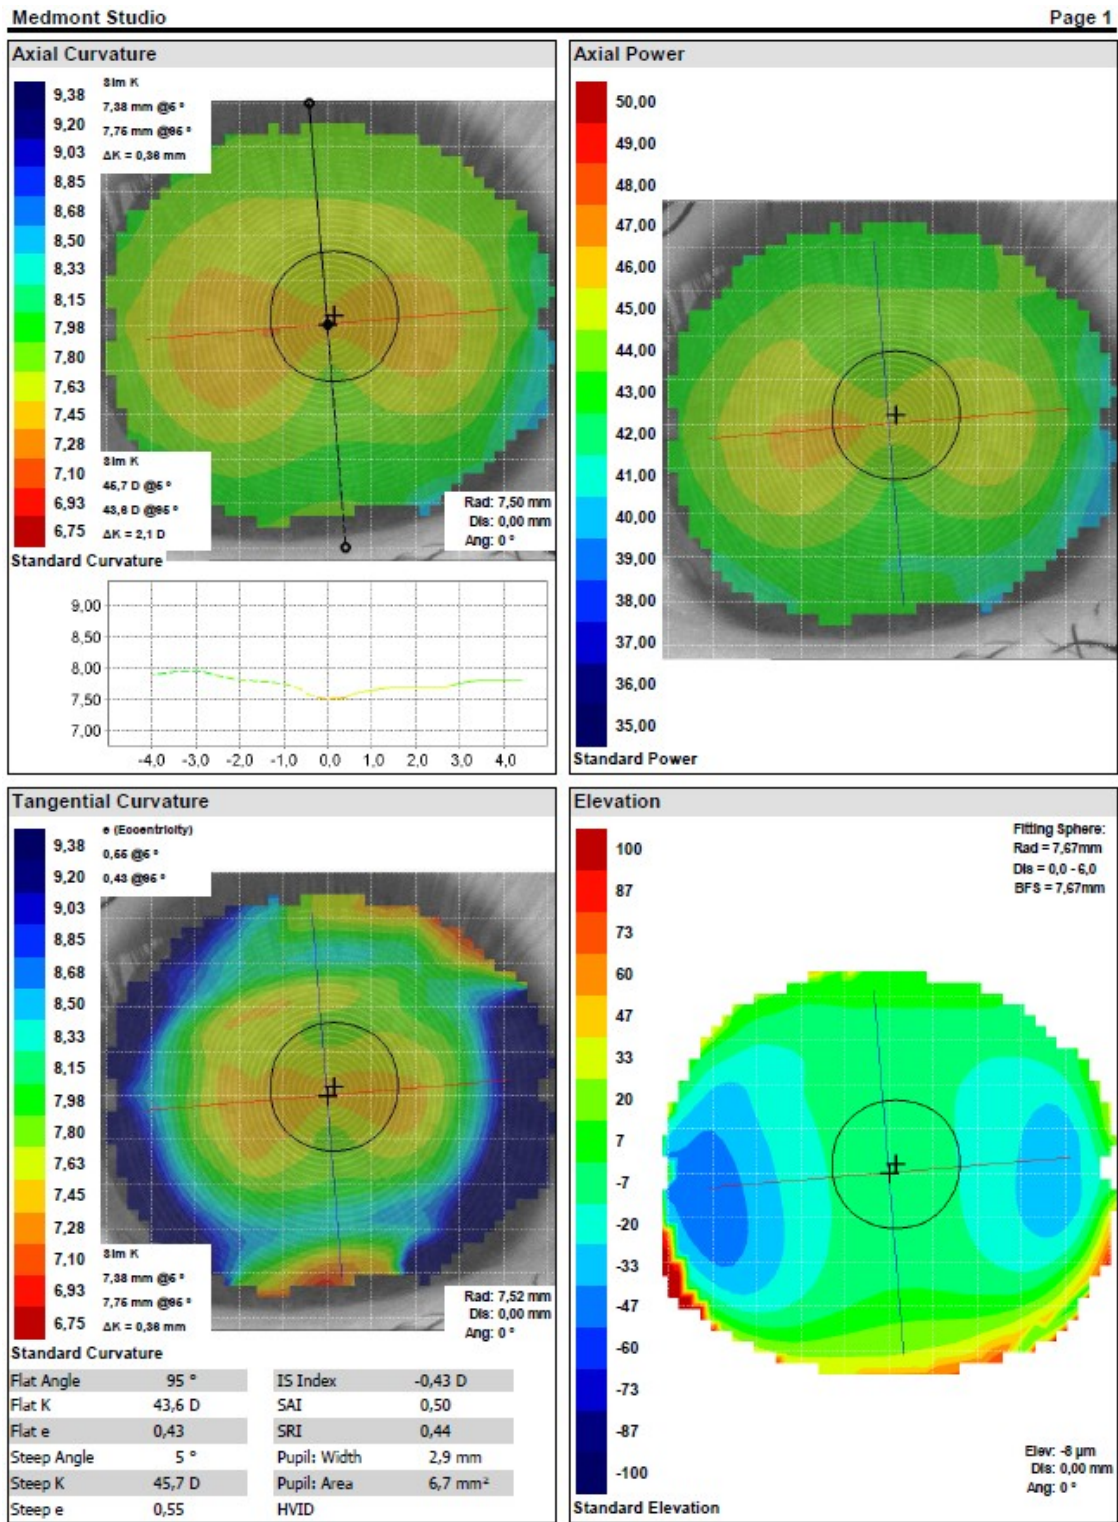 Medmont Studio Page 1
Axial Curvature
9,38
9,20
9,03
8,85
8,68
8,50
8,33
8,15
7,98
7,80
7,63
7,45
7,28
7,10
6,93
6,75
Sim K
7,38 mm @5 °
7,75 mm @95 °
ΔK = 0,36 mm
Sim K
45,7 D @5 °
43,6 D @95 °
ΔK = 2,1 D
Rad: 7,50 mm
Dis: 0,00 mm
Ang: 0 °
Standard Curvature
9,00
8,50
8,00
7,50
7,00
-4,0 -3,0 -2,0 -1,0 0,0 1,0 2,0 3,0 4,0
Axial Power
50,00
49,00
48,00
47,00
46,00
45,00
44,00
43,00
42,00
41,00
40,00
39,00
38,00
37,00
36,00
35,00
Standard Power
Tangential Curvature
9,38
9,20
9,03
8,85
8,68
8,50
8,33
8,15
7,98
7,80
7,63
7,45
7,28
7,10
6,93
6,75
e (Eccentricity)
0,55 @5 °
0,43 @95 °
Sim K
7,38 mm @5 °
7,75 mm @95 °
ΔK = 0,36 mm
Rad: 7,52 mm
Dis: 0,00 mm
Ang: 0 °
Standard Curvature
Flat Angle 95 ° IS Index -0,43 D
Flat K 43,6 D SAI 0,50
Flat e 0,43 SRI 0,44
Steep Angle 5 ° Pupil: Width 2,9 mm
Steep K 45,7 D Pupil: Area 6,7 mm²
Steep e 0,55 HVID
Elevation
100
87
73
60
47
33
20
7
-7
-20
-33
-47
-60
-73
-87
-100
Fitting Sphere:
Rad = 7,67mm
Dis = 0,0 - 6,0
BFS = 7,67mm
Elev: -8 µm
Dis: 0,00 mm
Ang: 0 °
Standard Elevation